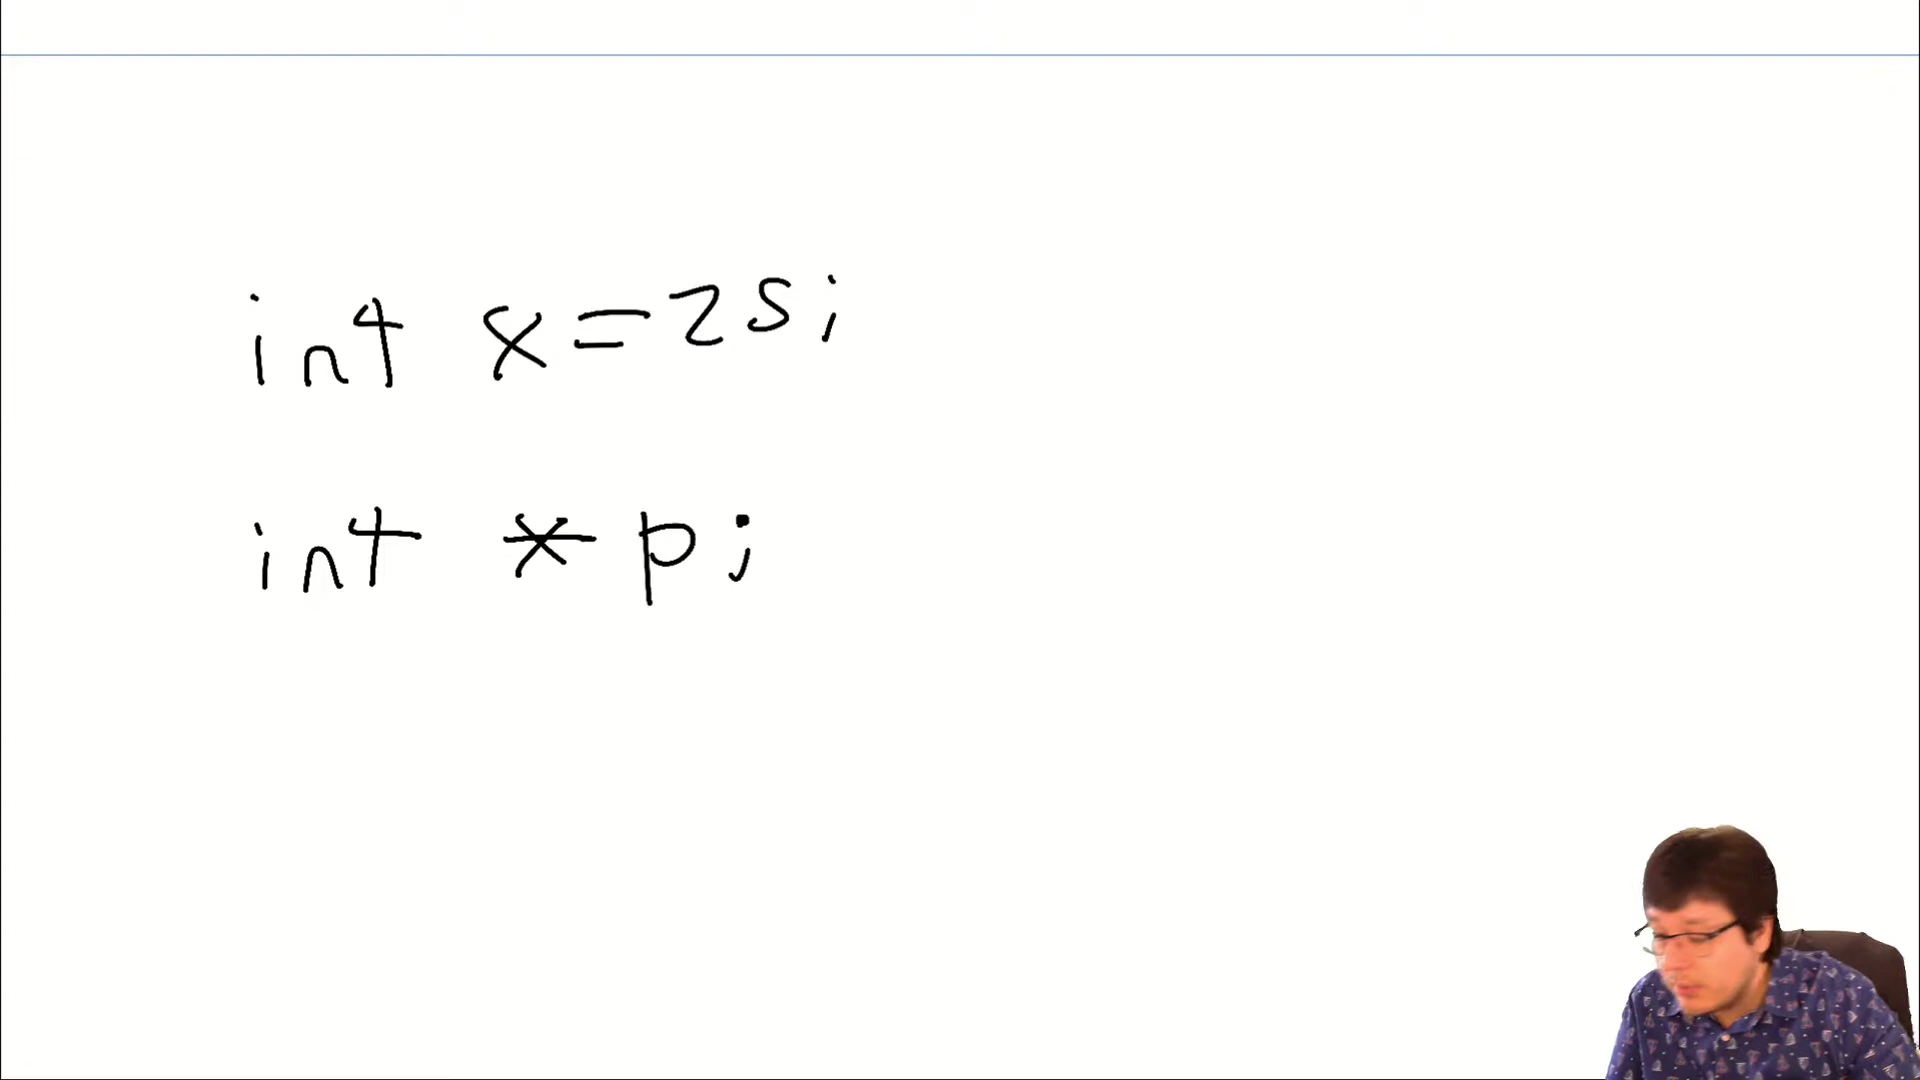 int x=25;
int *p;